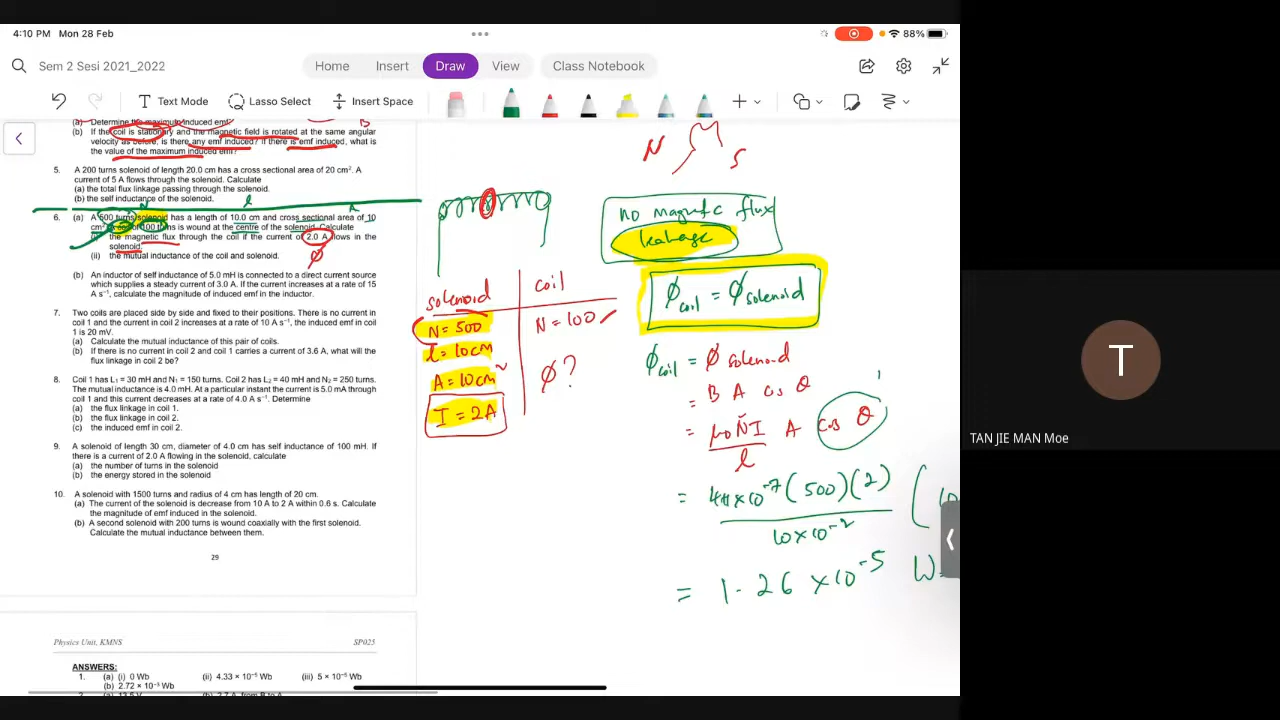 4:10 PM Mon 28 Feb
88%
Sem 2 Sesi 2021_2022
Home Insert Draw View Class Notebook
Text Mode Lasso Select Insert Space
(a) Determine the maximum induced emf
(b) If the coil is stationary and the magnetic field is rotated at the same angular
velocity as before, is there any emf induced? If there is emf induced, what is
the value of the maximum induced emf?
5. A 200 turns solenoid of length 20.0 cm has a cross sectional area of 20 cm². A
current of 5 A flows through the solenoid. Calculate
(a) the total flux linkage passing through the solenoid.
(b) the self inductance of the solenoid.
6. (a) A 500 turns solenoid has a length of 10.0 cm and cross sectional area of 10
100 turns is wound at the centre of the solenoid. Calculate
the magnetic flux through the coil if the current of 2.0 A flows in the
solenoid.
(ii) the mutual inductance of the coil and solenoid.
(b) An inductor of self inductance of 5.0 mH is connected to a direct current source
which supplies a steady current of 3.0 A. If the current increases at a rate of 15
A s⁻¹, calculate the magnitude of induced emf in the inductor.
7. Two coils are placed side by side and fixed to their positions. There is no current in
coil 1 and the current in coil 2 increases at a rate of 10 A s⁻¹, the induced emf in coil
1 is 20 mV.
(a) Calculate the mutual inductance of this pair of coils.
(b) If there is no current in coil 2 and coil 1 carries a current of 3.6 A, what will the
flux linkage in coil 2 be?
8. Coil 1 has L₁ = 30 mH and N₁ = 150 turns. Coil 2 has L₂ = 40 mH and N₂ = 250 turns.
The mutual inductance is 4.0 mH. At a particular instant the current is 5.0 mA through
coil 1 and this current decreases at a rate of 4.0 A s⁻¹. Determine
(a) the flux linkage in coil 1.
(b) the flux linkage in coil 2.
(c) the induced emf in coil 2.
9. A solenoid of length 30 cm, diameter of 4.0 cm has self inductance of 100 mH. If
there is a current of 2.0 A flowing in the solenoid, calculate
(a) the number of turns in the solenoid
(b) the energy stored in the solenoid
10. A solenoid with 1500 turns and radius of 4 cm has length of 20 cm.
(a) The current of the solenoid is decrease from 10 A to 2 A within 0.6 s. Calculate
the magnitude of emf induced in the solenoid.
(b) A second solenoid with 200 turns is wound coaxially with the first solenoid.
Calculate the mutual inductance between them.
29
Physics Unit, KMNS SP025
ANSWERS:
1. (a) (i) 0 Wb (ii) 4.33 × 10⁻⁵ Wb (iii) 5 × 10⁻⁵ Wb
(b) 2.72 × 10⁻³ Wb
B
N l A
ϕ
N S
no magnetic flux
leakage
ϕcoil = ϕsolenoid
solenoid coil
N = 500 N = 100
l = 10cm
A = 10cm ϕ?
I = 2A
ϕcoil = ϕ solenoid
= B A cos θ
= μo N I A cos θ
l
= 4π×10⁻⁷ (500)(2) (10
10×10⁻²
= 1.26 ×10⁻⁵
T
TAN JIE MAN Moe